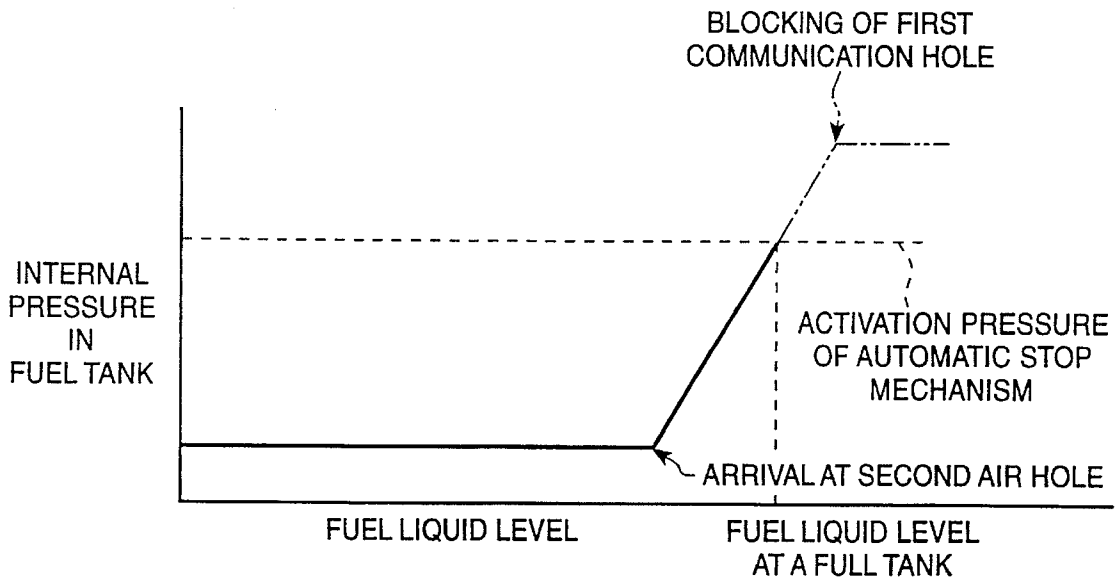 BLOCKING OF FIRST
COMMUNICATION HOLE
INTERNAL
PRESSURE
IN
FUEL TANK
ACTIVATION PRESSURE
OF AUTOMATIC STOP
MECHANISM
ARRIVAL AT SECOND AIR HOLE
FUEL LIQUID LEVEL
FUEL LIQUID LEVEL
AT A FULL TANK